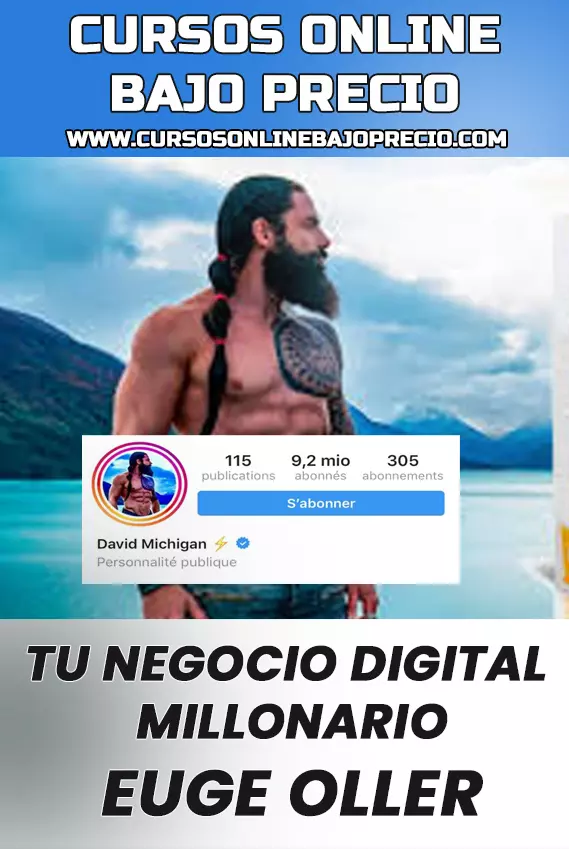 CURSOS ONLINE
BAJO PRECIO
WWW.CURSOSONLINEBAJOPRECIO.COM
115 9,2 mio 305
publications abonnés abonnements
S'abonner
David Michigan ⚡
Personnalité publique
TU NEGOCIO DIGITAL
MILLONARIO
EUGE OLLER